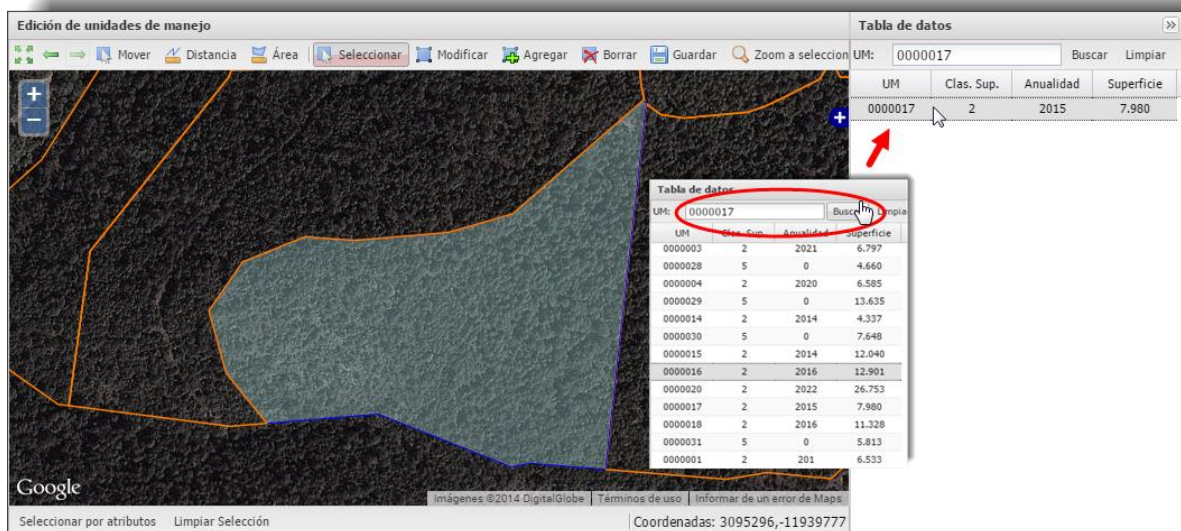 Edición de unidades de manejo
Mover Distancia Área Seleccionar Modificar Agregar Borrar Guardar Zoom a seleccion
+
−
Google
Imágenes ©2014 DigitalGlobe Términos de uso Informar de un error de Maps
Seleccionar por atributos Limpiar Selección Coordenadas: 3095296,-11939777
Tabla de datos
UM: 0000017 Buscar Limpiar
UM Clas. Sup. Anualidad Superficie
0000017 2 2015 7.980
Tabla de datos
UM: 0000017
UM Clas. Sup. Anualidad Superficie
0000003 2 2021 6.797
0000028 5 0 4.660
0000004 2 2020 6.585
0000029 5 0 13.635
0000014 2 2014 4.337
0000030 5 0 7.648
0000015 2 2014 12.040
0000016 2 2016 12.901
0000020 2 2022 26.753
0000017 2 2015 7.980
0000018 2 2016 11.328
0000031 5 0 5.813
0000001 2 201 6.533